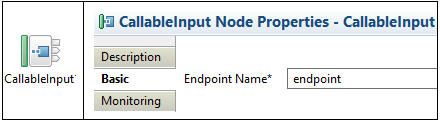 CallableInput Node Properties - CallableInput
Description
Basic
Endpoint Name* endpoint
Monitoring
CallableInput